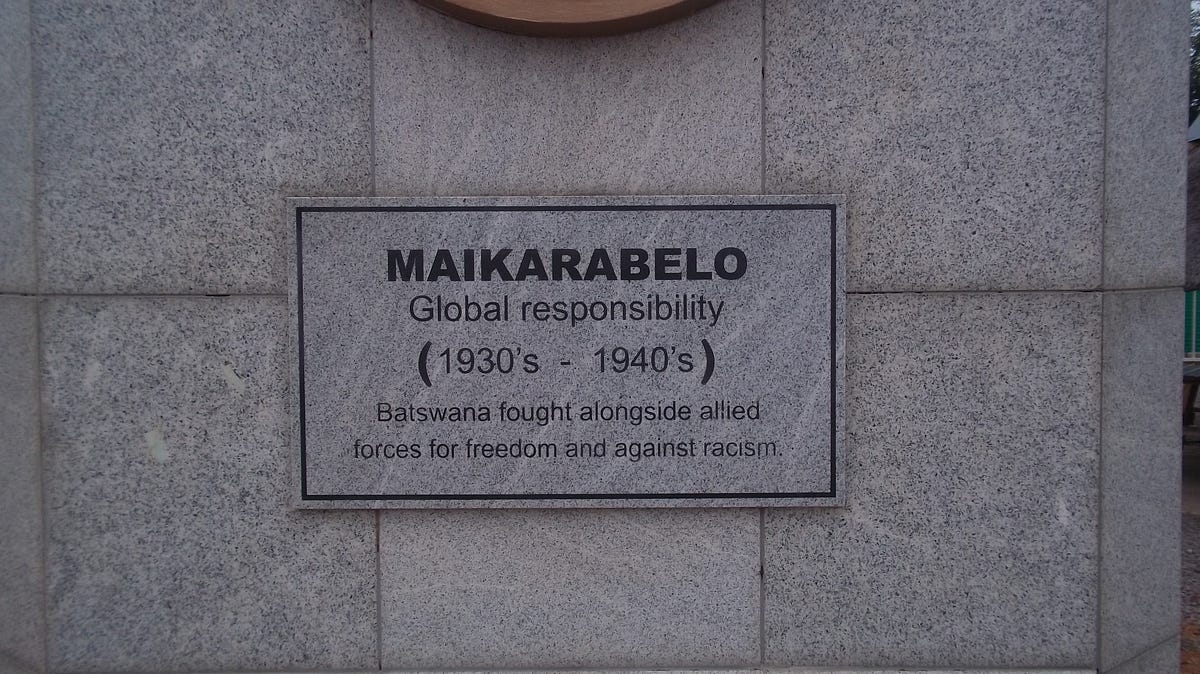 MAIKARABELO
Global responsibility
(1930's - 1940's)
Batswana fought alongside allied
forces for freedom and against racism.